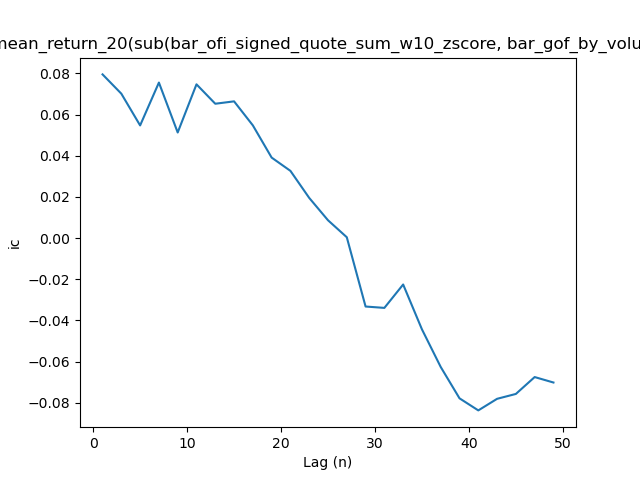 mean_return_20(sub(bar_ofi_signed_quote_sum_w10_zscore, bar_gof_by_volu
0.08
0.06
0.04
0.02
0.00
−0.02
−0.04
−0.06
−0.08
ic
0 10 20 30 40 50
Lag (n)